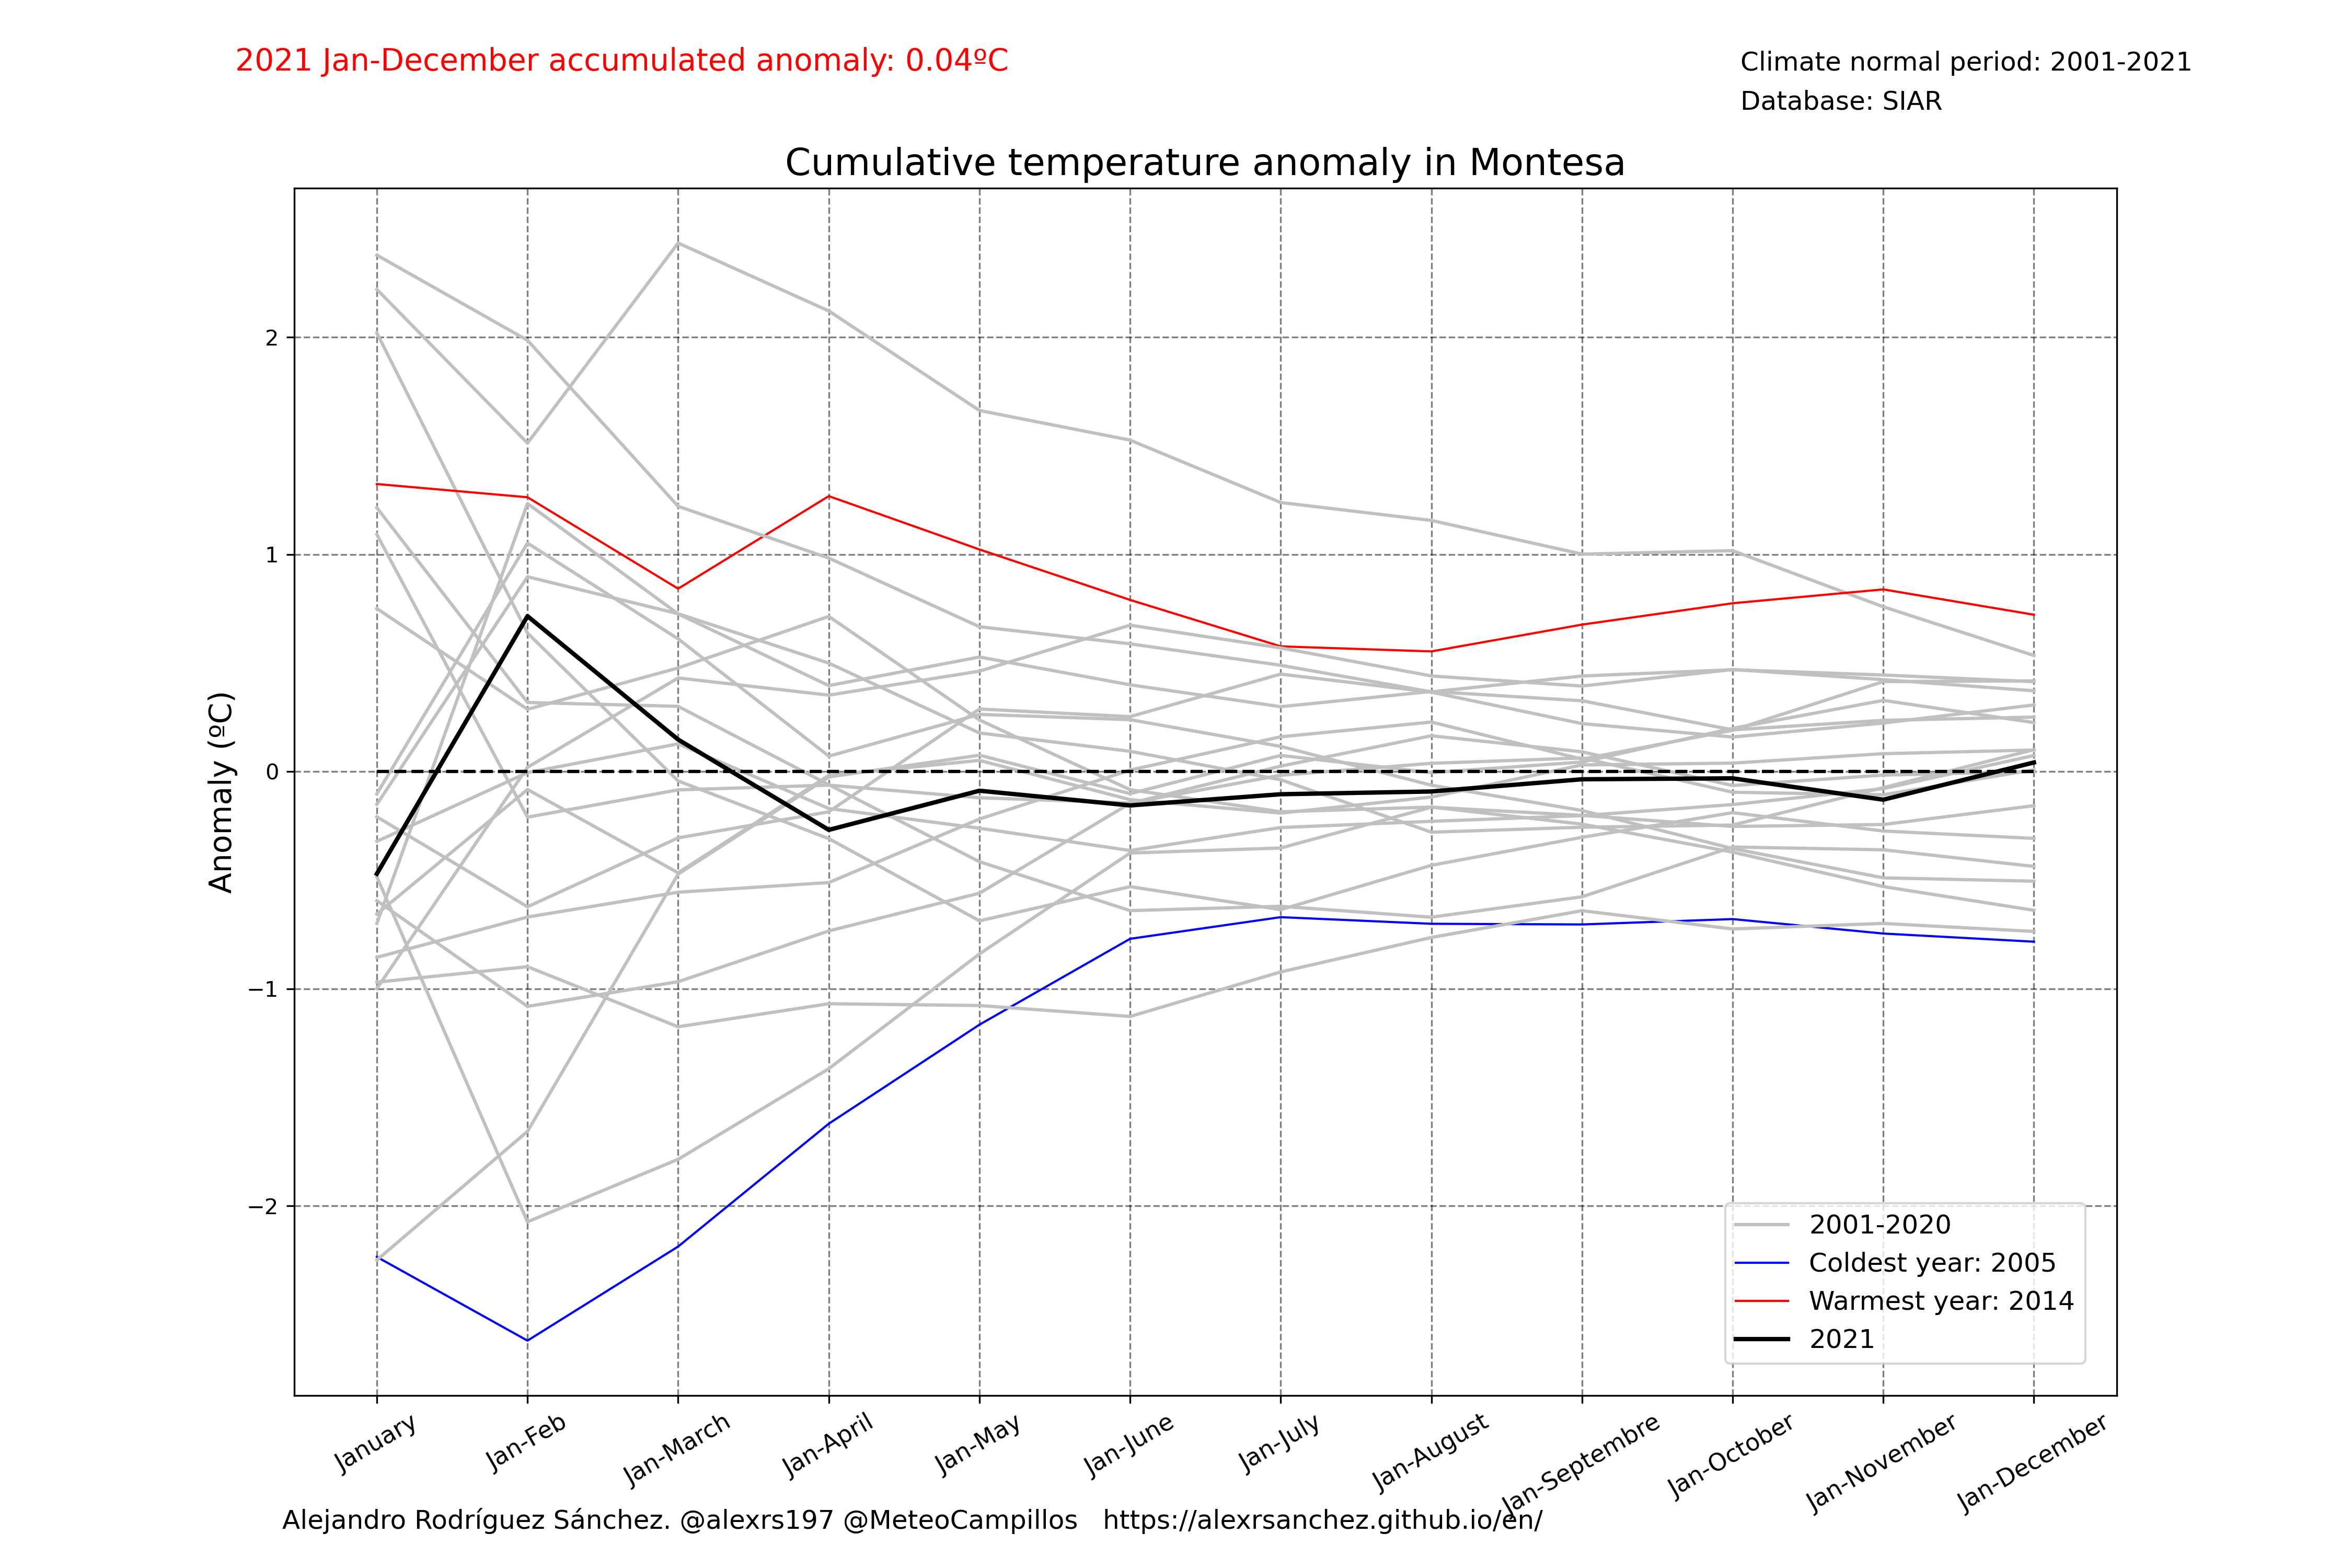 2021 Jan-December accumulated anomaly: 0.04ºC
Climate normal period: 2001-2021
Database: SIAR
Cumulative temperature anomaly in Montesa
Anomaly (ºC)
2
1
0
−1
−2
2001-2020
Coldest year: 2005
Warmest year: 2014
2021
January
Jan-Feb
Jan-March
Jan-April
Jan-May
Jan-June
Jan-July
Jan-August
Jan-Septembre
Jan-October
Jan-November
Jan-December
Alejandro Rodríguez Sánchez. @alexrs197 @MeteoCampillos https://alexrsanchez.github.io/en/